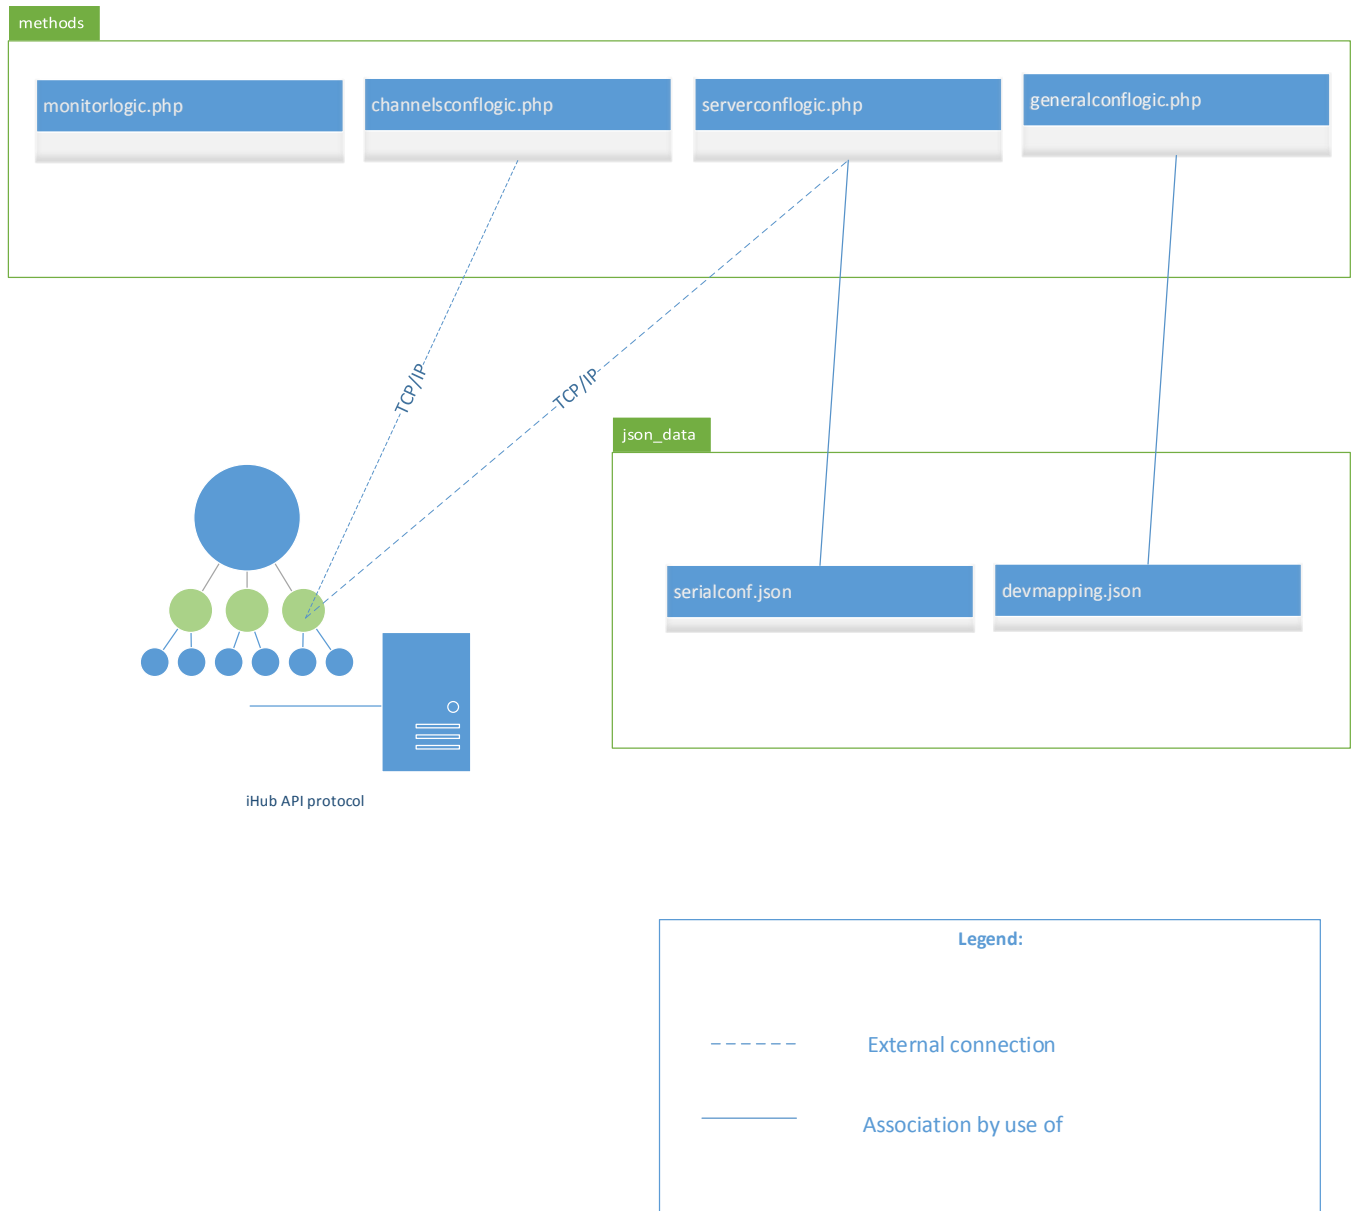 methods
monitorlogic.php
channelsconflogic.php
serverconflogic.php
generalconflogic.php
TCP/IP
TCP/IP
json_data
serialconf.json
devmapping.json
iHub API protocol
Legend:
External connection
Association by use of